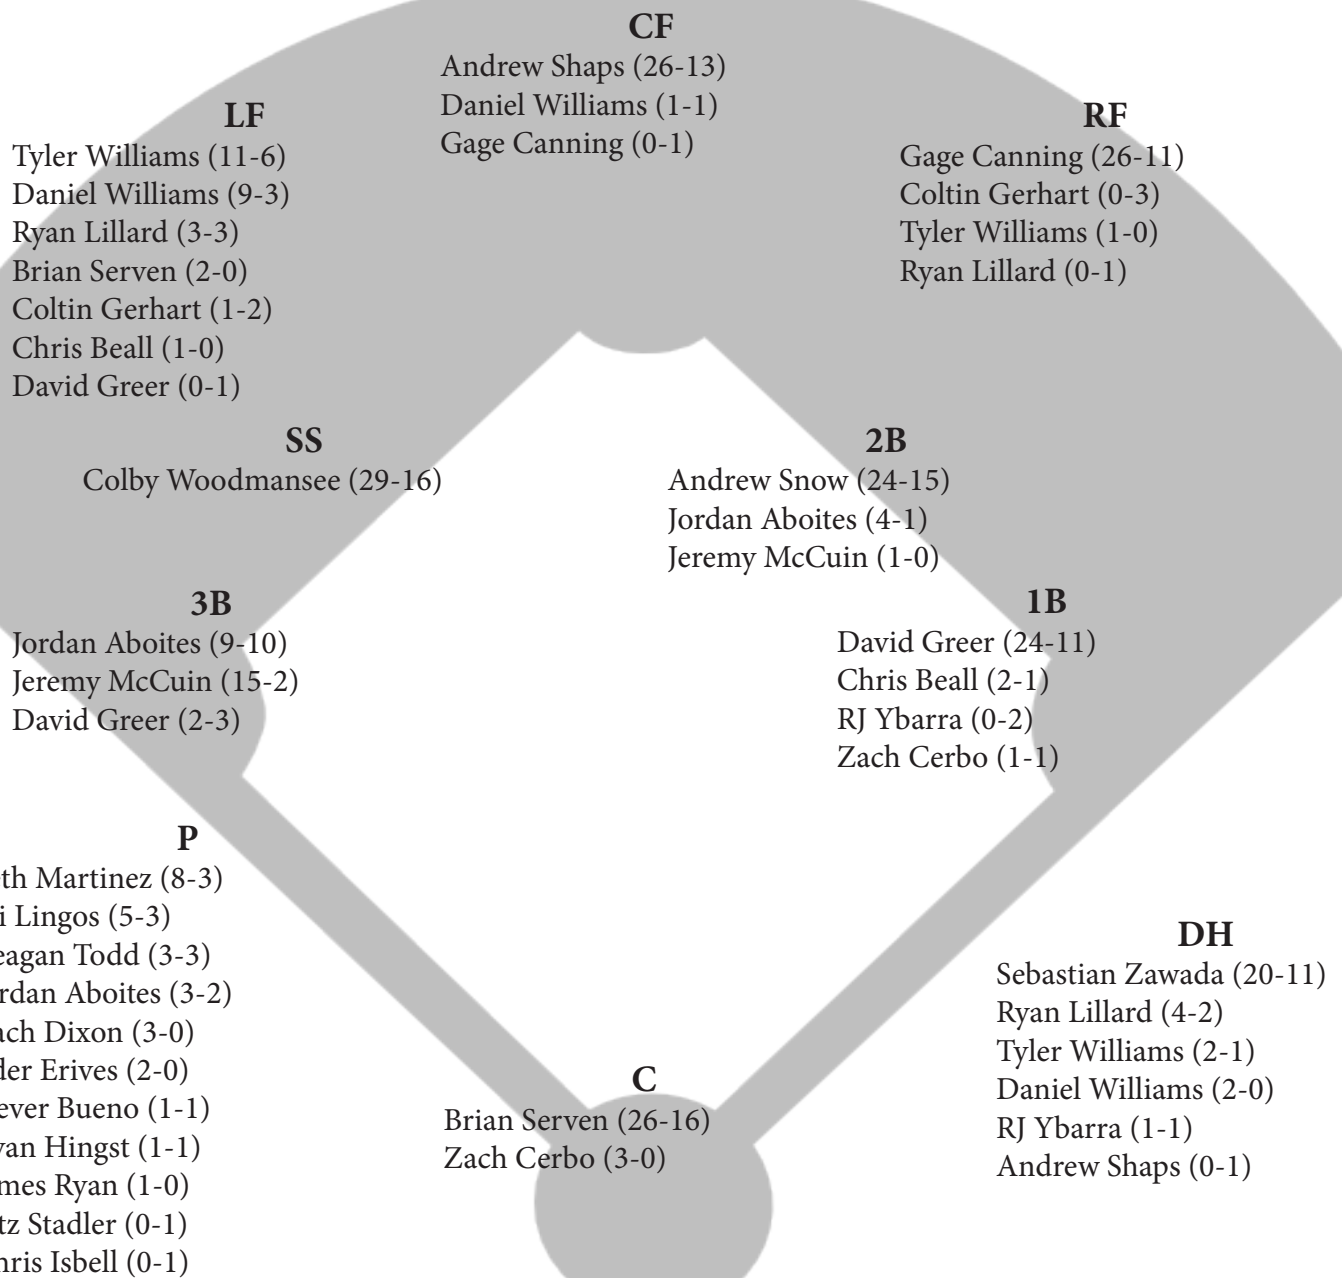 CF
Andrew Shaps (26-13)
Daniel Williams (1-1)
Gage Canning (0-1)
LF
Tyler Williams (11-6)
Daniel Williams (9-3)
Ryan Lillard (3-3)
Brian Serven (2-0)
Coltin Gerhart (1-2)
Chris Beall (1-0)
David Greer (0-1)
RF
Gage Canning (26-11)
Coltin Gerhart (0-3)
Tyler Williams (1-0)
Ryan Lillard (0-1)
SS
Colby Woodmansee (29-16)
2B
Andrew Snow (24-15)
Jordan Aboites (4-1)
Jeremy McCuin (1-0)
3B
Jordan Aboites (9-10)
Jeremy McCuin (15-2)
David Greer (2-3)
1B
David Greer (24-11)
Chris Beall (2-1)
RJ Ybarra (0-2)
Zach Cerbo (1-1)
P
Martinez (8-3)
Lingos (5-3)
Todd (3-3)
Aboites (3-2)
Dixon (3-0)
Erives (2-0)
Bueno (1-1)
Hingst (1-1)
Ryan (1-0)
Stadler (0-1)
Isbell (0-1)
C
Brian Serven (26-16)
Zach Cerbo (3-0)
DH
Sebastian Zawada (20-11)
Ryan Lillard (4-2)
Tyler Williams (2-1)
Daniel Williams (2-0)
RJ Ybarra (1-1)
Andrew Shaps (0-1)